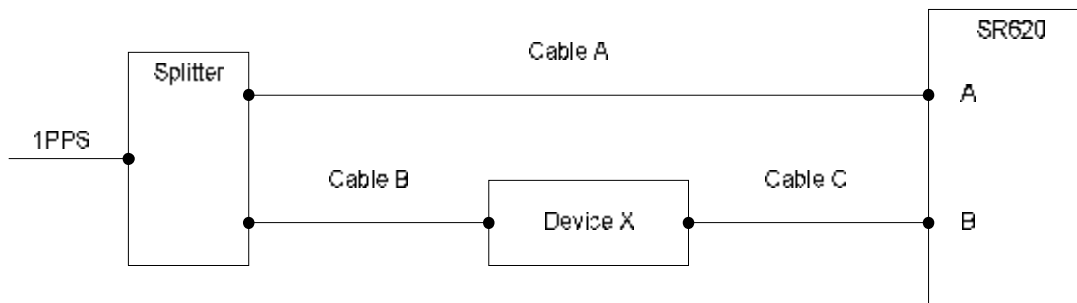 SR620
Cable A
Splitter
A
1PPS
Cable B
Cable C
Device X
B